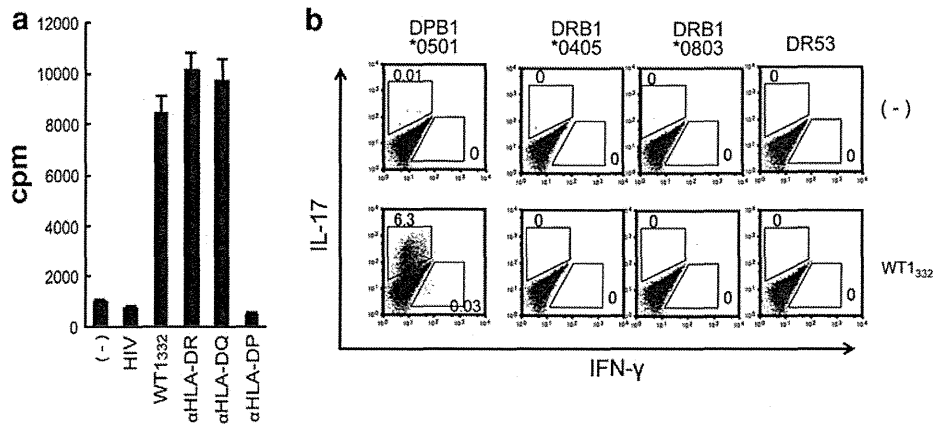 a
12000
10000
8000
6000
4000
2000
0
cpm
(-)
HIV
WT1332
αHLA-DR
αHLA-DQ
αHLA-DP
b
DPB1
*0501
DRB1
*0405
DRB1
*0803
DR53
0.01
0
0
0
0
0
0
0
(-)
6.3
0.03
0
0
0
0
0
0
WT1332
IL-17
IFN-γ